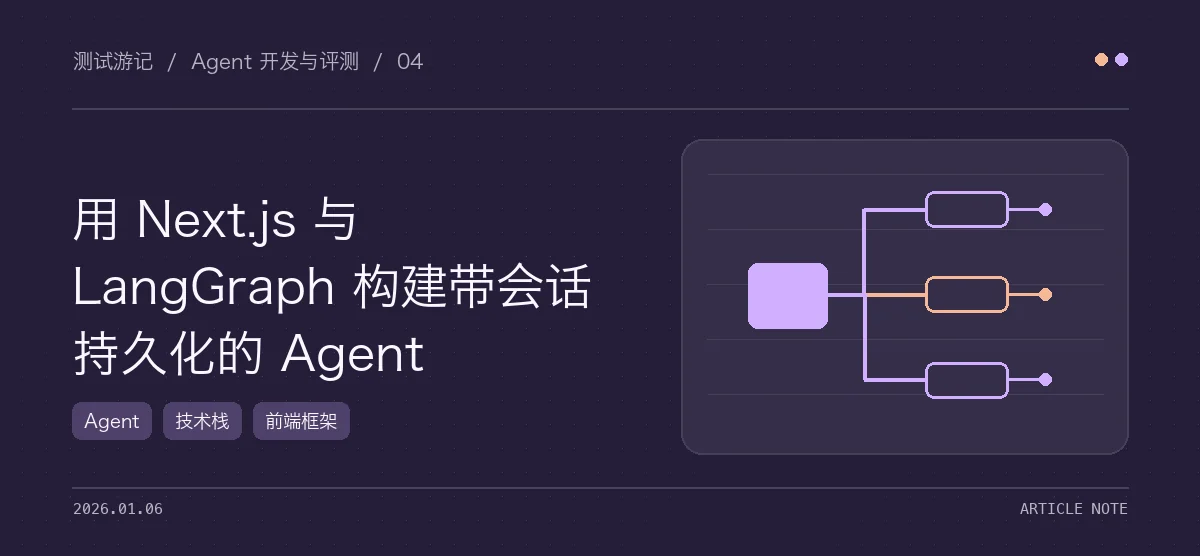 测试游记 / Agent 开发与评测 / 04
用 Next.js 与
LangGraph 构建带会话
持久化的 Agent
Agent 技术栈 前端框架
2026.01.06 ARTICLE NOTE